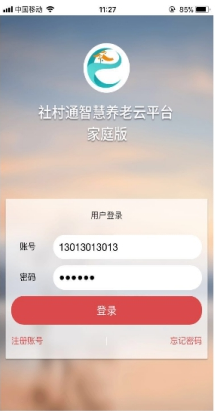 中国移动 11:27 85%
社村通智慧养老云平台
家庭版
用户登录
账号 13013013013
密码 ••••••
登录
注册账号 忘记密码